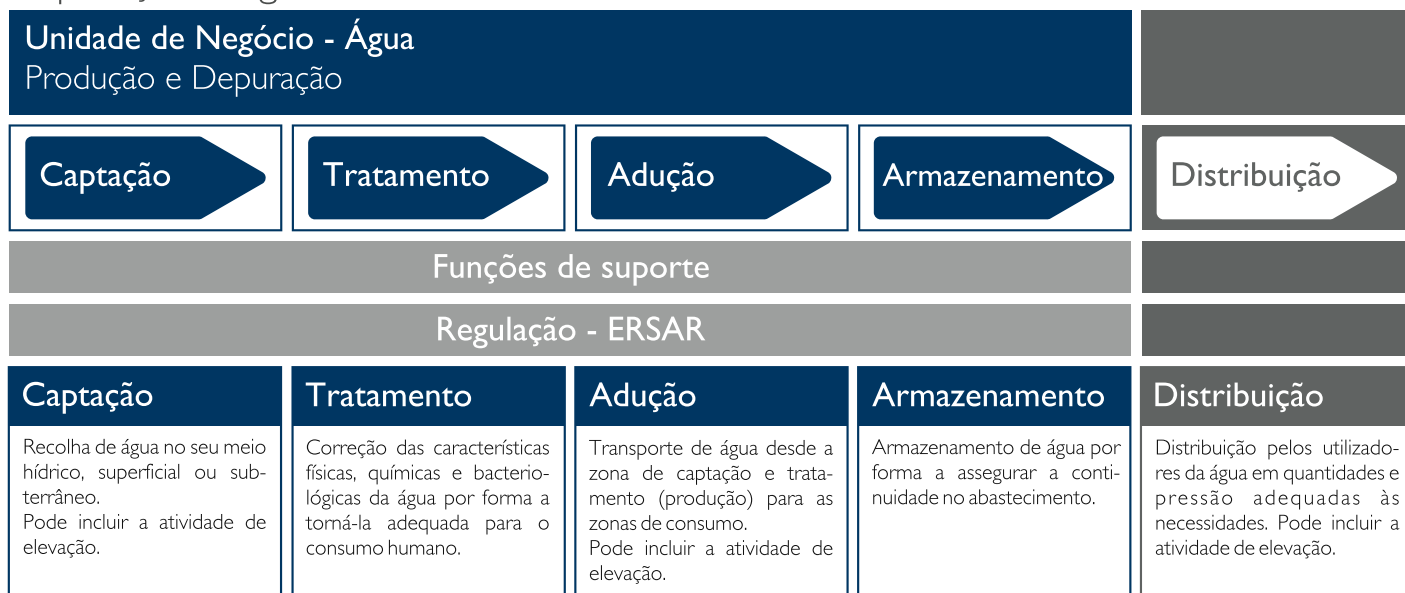 Unidade de Negócio - Água
Produção e Depuração
Captação
Tratamento
Adução
Armazenamento
Distribuição
Funções de suporte
Regulação - ERSAR
Captação
Recolha de água no seu meio
hídrico, superficial ou sub-
terrâneo.
Pode incluir a atividade de
elevação.
Tratamento
Correção das características
físicas, químicas e bacterio-
lógicas da água por forma a
torná-la adequada para o
consumo humano.
Adução
Transporte de água desde a
zona de captação e trata-
mento (produção) para as
zonas de consumo.
Pode incluir a atividade de
elevação.
Armazenamento
Armazenamento de água por
forma a assegurar a conti-
nuidade no abastecimento.
Distribuição
Distribuição pelos utilizado-
res da água em quantidades e
pressão adequadas às
necessidades. Pode incluir a
atividade de elevação.